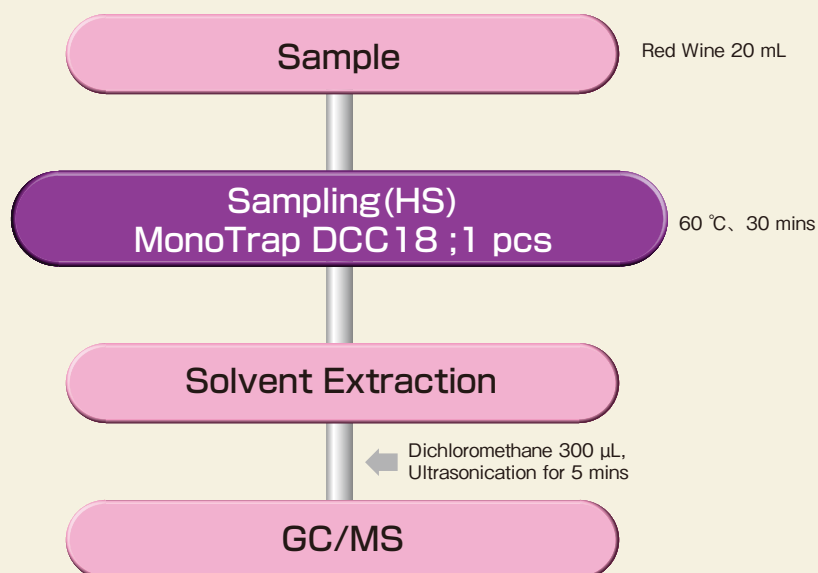 Sample
Red Wine 20 mL
Sampling(HS)
MonoTrap DCC18 ;1 pcs
60 ℃、30 mins
Solvent Extraction
Dichloromethane 300 µL,
Ultrasonication for 5 mins
GC/MS